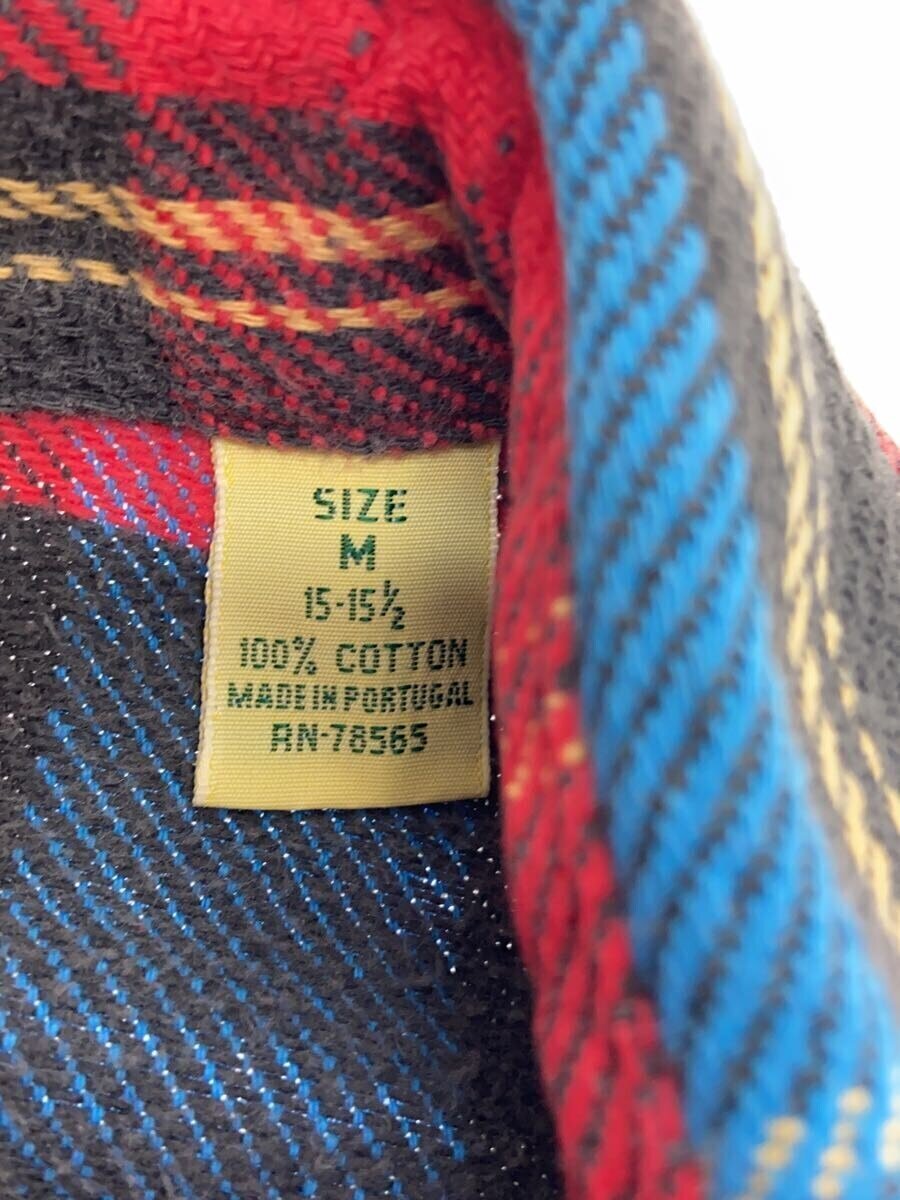 SIZE
M
15-15½
100% COTTON
MADE IN PORTUGAL
RN-78565